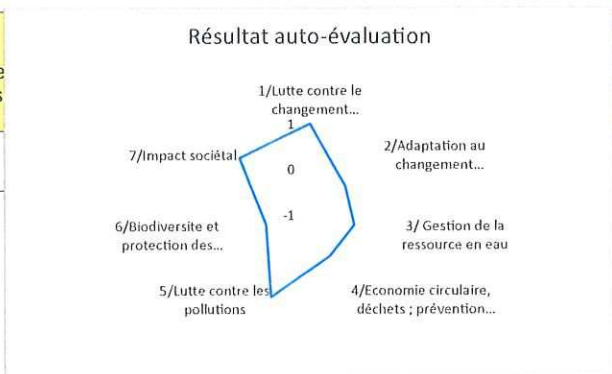 Résultat auto-évaluation
1/Lutte contre le
changement...
1
2/Adaptation au
changement...
7/Impact sociétal
0
-1
6/Biodiversite et
protection des...
3/ Gestion de la
ressource en eau
5/Lutte contre les
pollutions
4/Economie circulaire,
déchets ; prévention...